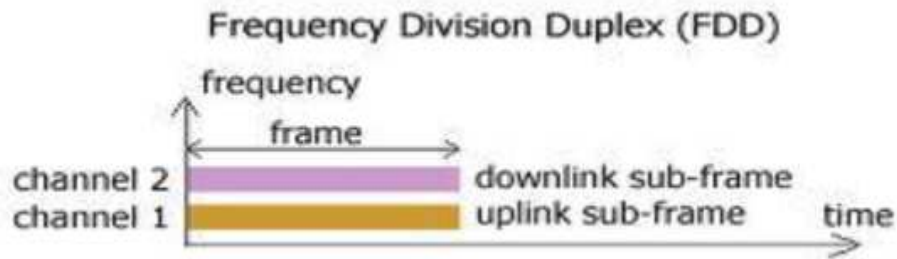 Frequency Division Duplex (FDD)
frequency
frame
channel 2 downlink sub-frame
channel 1 uplink sub-frame
time